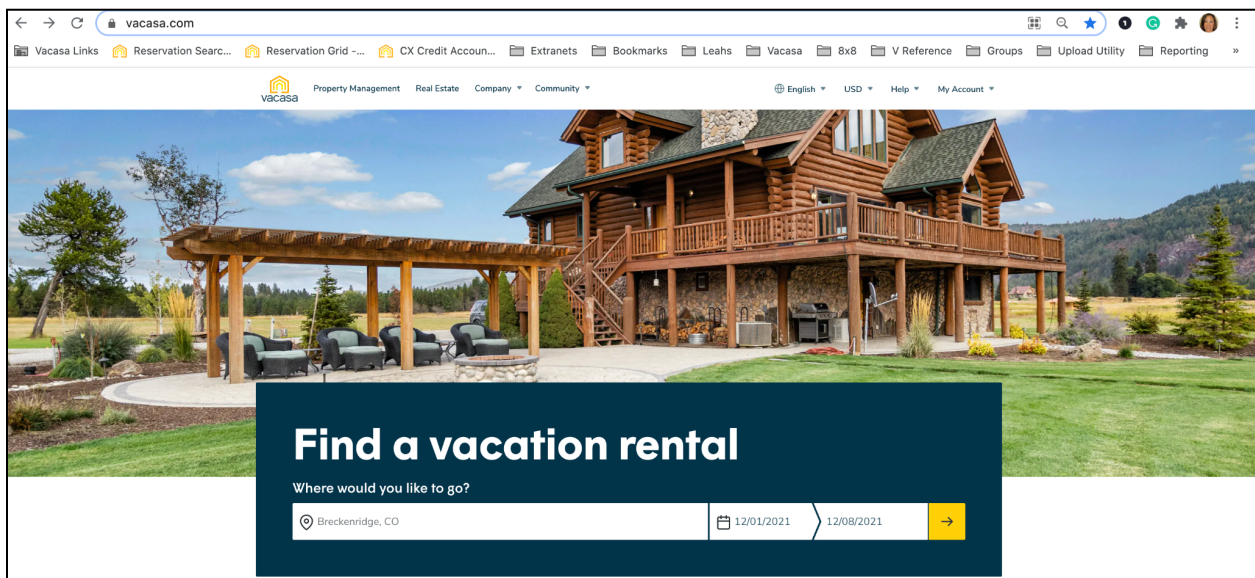 vacasa.com
Vacasa Links Reservation Searc... Reservation Grid -... CX Credit Accoun... Extranets Bookmarks Leahs Vacasa 8x8 V Reference Groups Upload Utility Reporting »
vacasa Property Management Real Estate Company Community English USD Help My Account
Find a vacation rental
Where would you like to go?
Breckenridge, CO 12/01/2021 12/08/2021